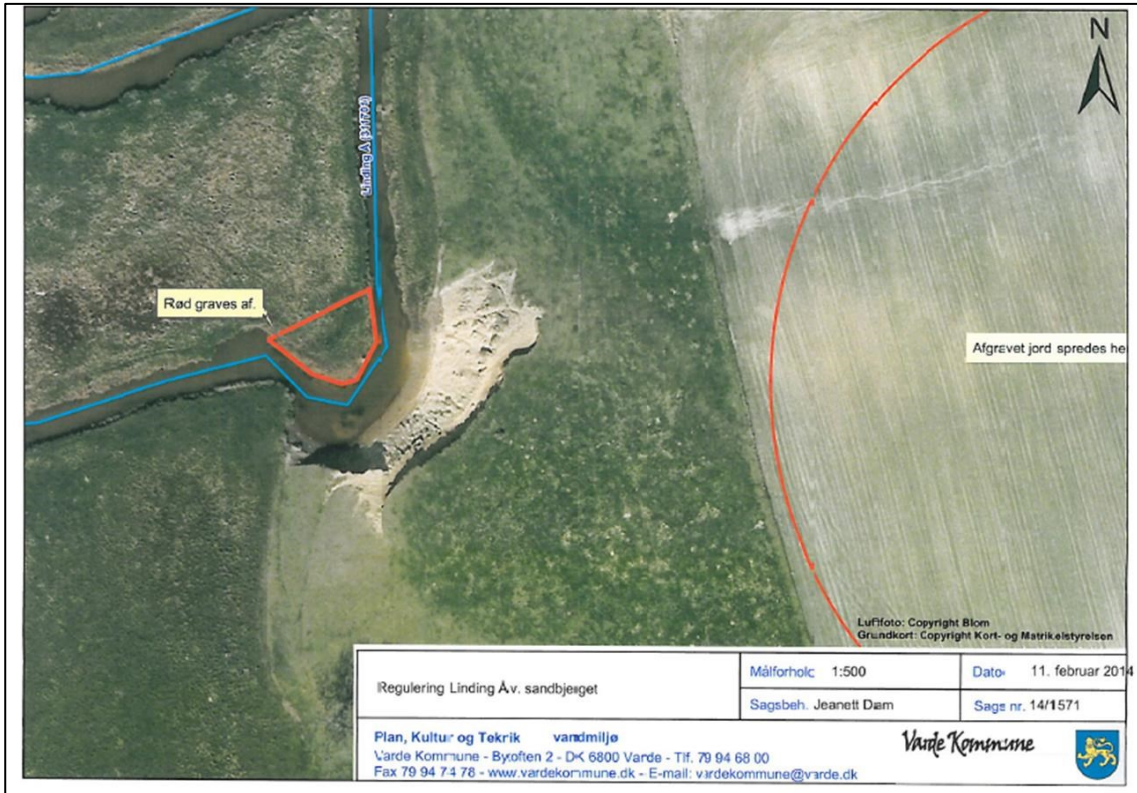 N
Linding Å (311704)
Rød graves af.
Afgravet jord spredes he
Luftfoto: Copyright Blom
Grundkort: Copyright Kort- og Matrikelstyrelsen
Regulering Linding Å v. sandbjerget
Målforhold 1:500
Dato 11. februar 2014
Sagsbeh. Jeanett Dam
Sags nr. 14/1571
Plan, Kultur og Teknik vandmiljø
Varde Kommune - Bytoften 2 - DK 6800 Varde - Tlf. 79 94 68 00
Fax 79 94 74 78 - www.vardekommune.dk - E-mail: vardekommune@varde.dk
Varde Kommune